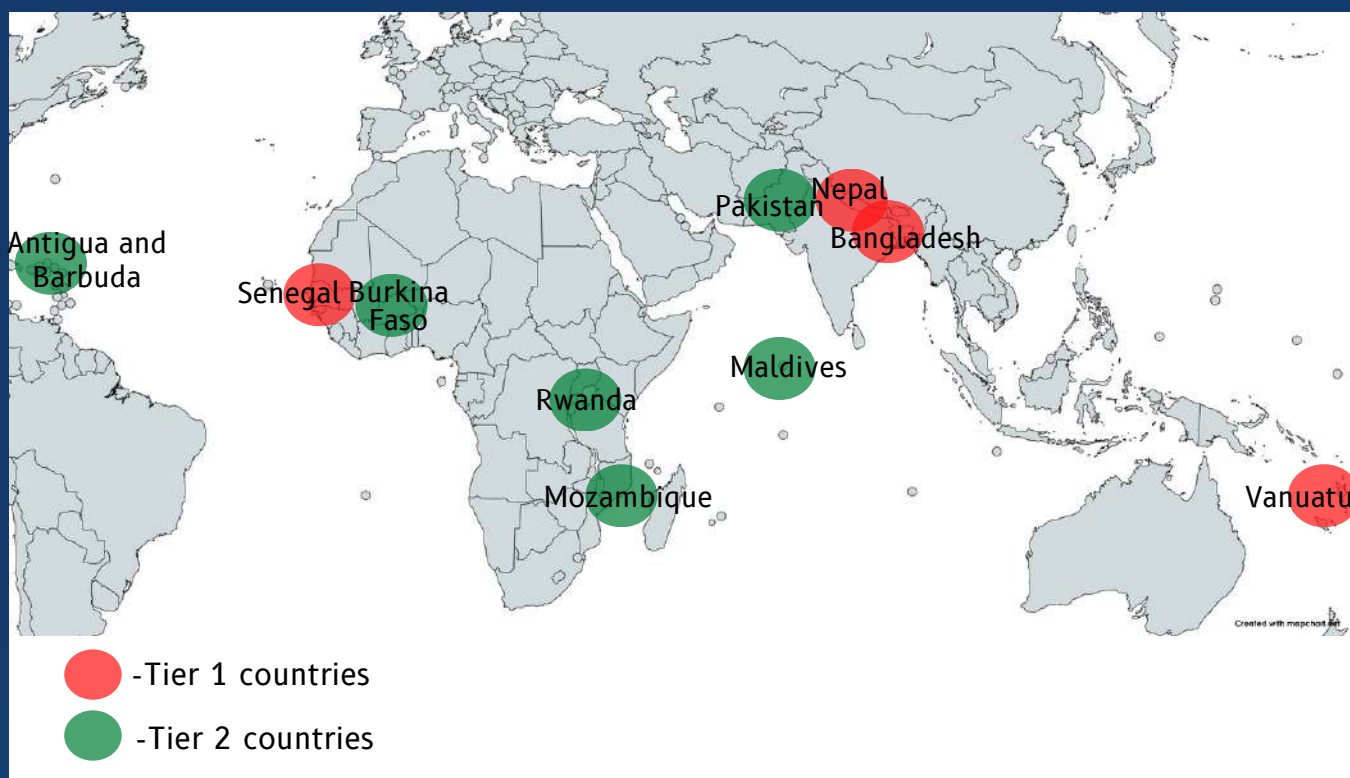 Nepal
Pakistan
Bangladesh
Antigua and
Barbuda
Senegal
Burkina
Faso
Maldives
Rwanda
Mozambique
Vanuatu
Created with mapchart.net
-Tier 1 countries
-Tier 2 countries